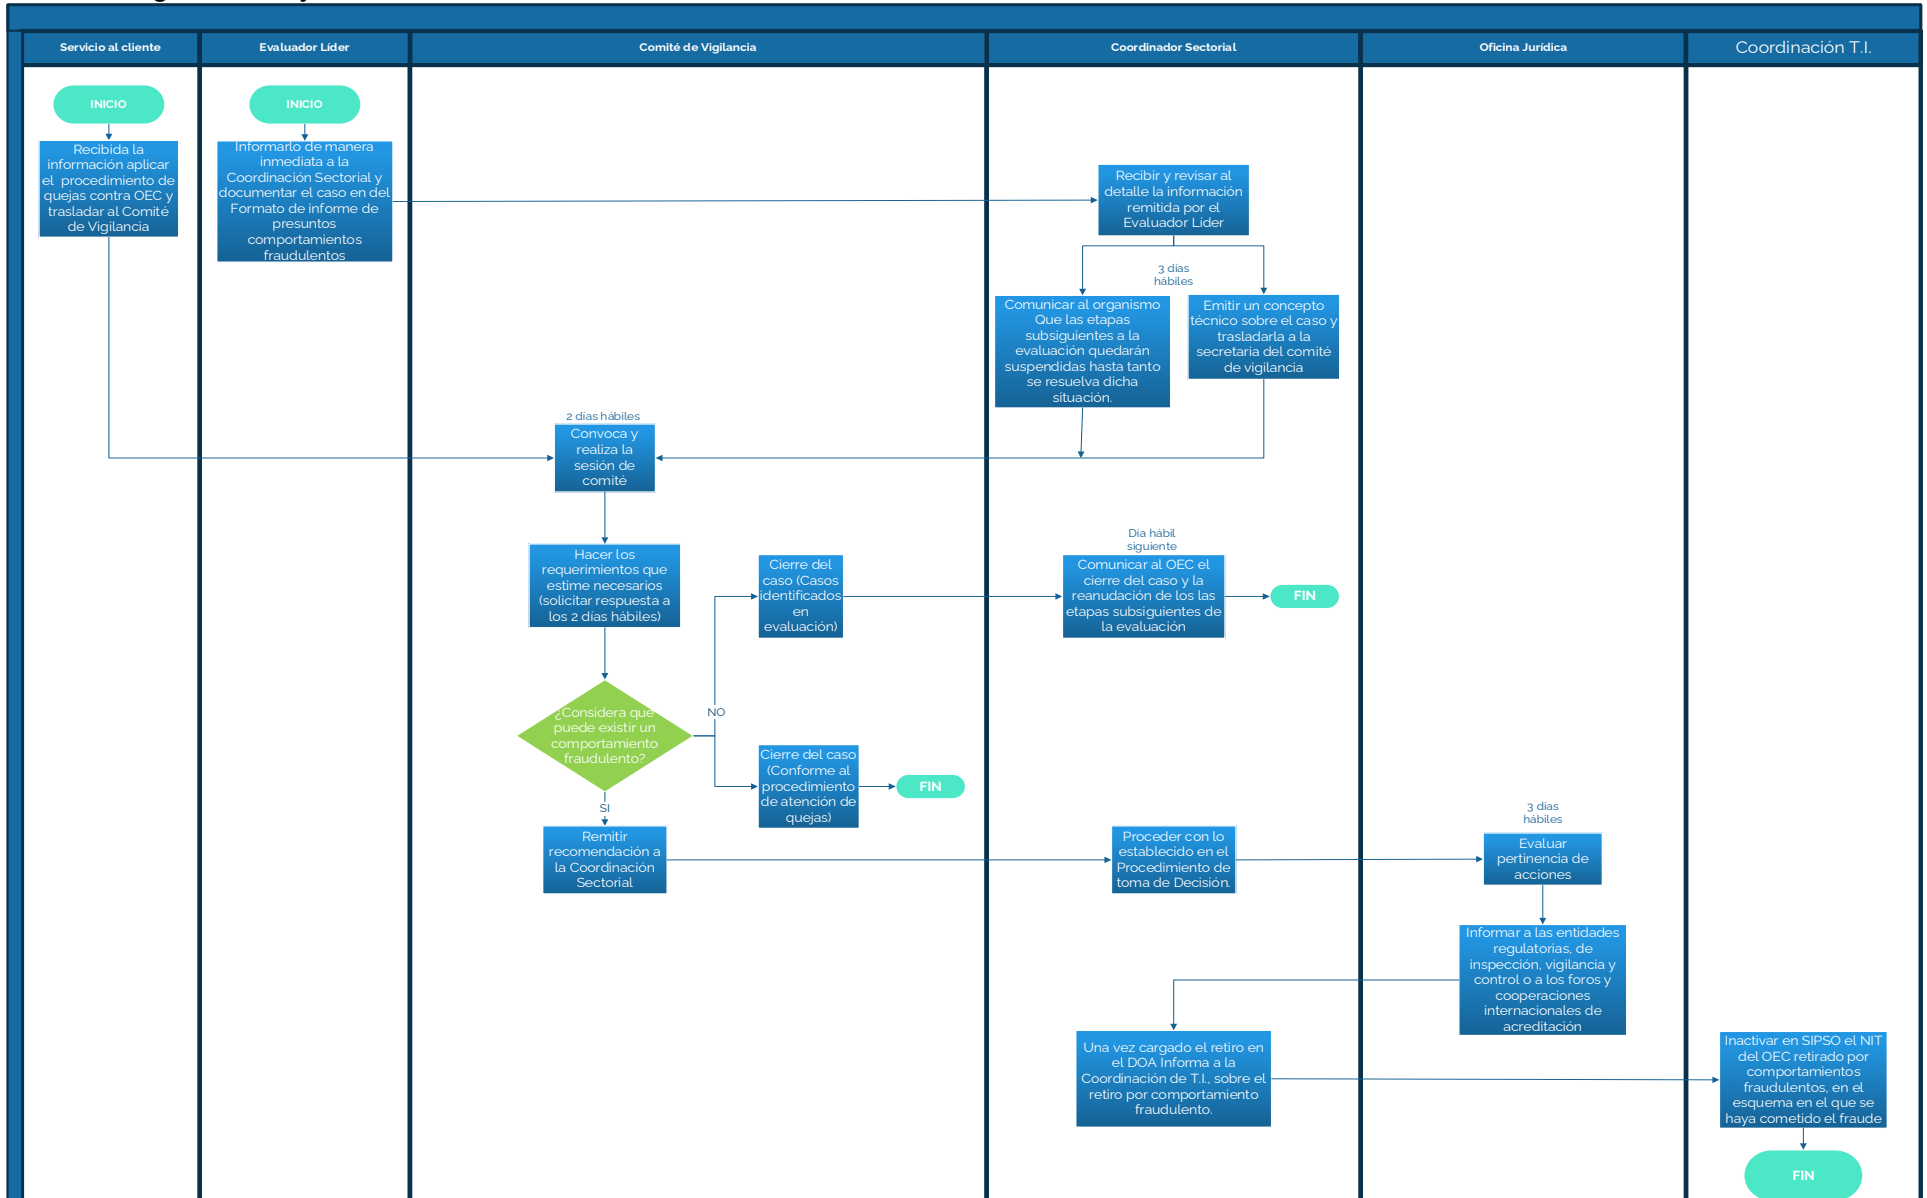 Servicio al cliente
Evaluador Líder
Comité de Vigilancia
Coordinador Sectorial
Oficina Jurídica
Coordinación T.I.
INICIO
Recibida la
información aplicar
el procedimiento de
quejas contra OEC y
trasladar al Comité
de Vigilancia
INICIO
Informarlo de manera
inmediata a la
Coordinación Sectorial y
documentar el caso en del
Formato de informe de
presuntos
comportamientos
fraudulentos
Recibir y revisar al
detalle la información
remitida por el
Evaluador Líder
3 días
hábiles
Comunicar al organismo
Que las etapas
subsiguientes a la
evaluación quedarán
suspendidas hasta tanto
se resuelva dicha
situación.
Emitir un concepto
técnico sobre el caso y
trasladarla a la
secretaria del comité
de vigilancia
2 días hábiles
Convoca y
realiza la
sesión de
comité
Hacer los
requerimientos que
estime necesarios
(solicitar respuesta a
los 2 días hábiles)
Cierre del
caso (Casos
identificados
en
evaluación)
Día hábil
siguiente
Comunicar al OEC el
cierre del caso y la
reanudación de los las
etapas subsiguientes de
la evaluación
FIN
¿Considera que
puede existir un
comportamiento
fraudulento?
NO
Cierre del caso
(Conforme al
procedimiento
de atención de
quejas)
FIN
SI
Remitir
recomendación a
la Coordinación
Sectorial
Proceder con lo
establecido en el
Procedimiento de
toma de Decisión.
3 días
hábiles
Evaluar
pertinencia de
acciones
Informar a las entidades
regulatorias, de
inspección, vigilancia y
control o a los foros y
cooperaciones
internacionales de
acreditación
Una vez cargado el retiro en
el DOA Informa a la
Coordinación de T.I., sobre el
retiro por comportamiento
fraudulento.
Inactivar en SIPSO el NIT
del OEC retirado por
comportamientos
fraudulentos, en el
esquema en el que se
haya cometido el fraude
FIN